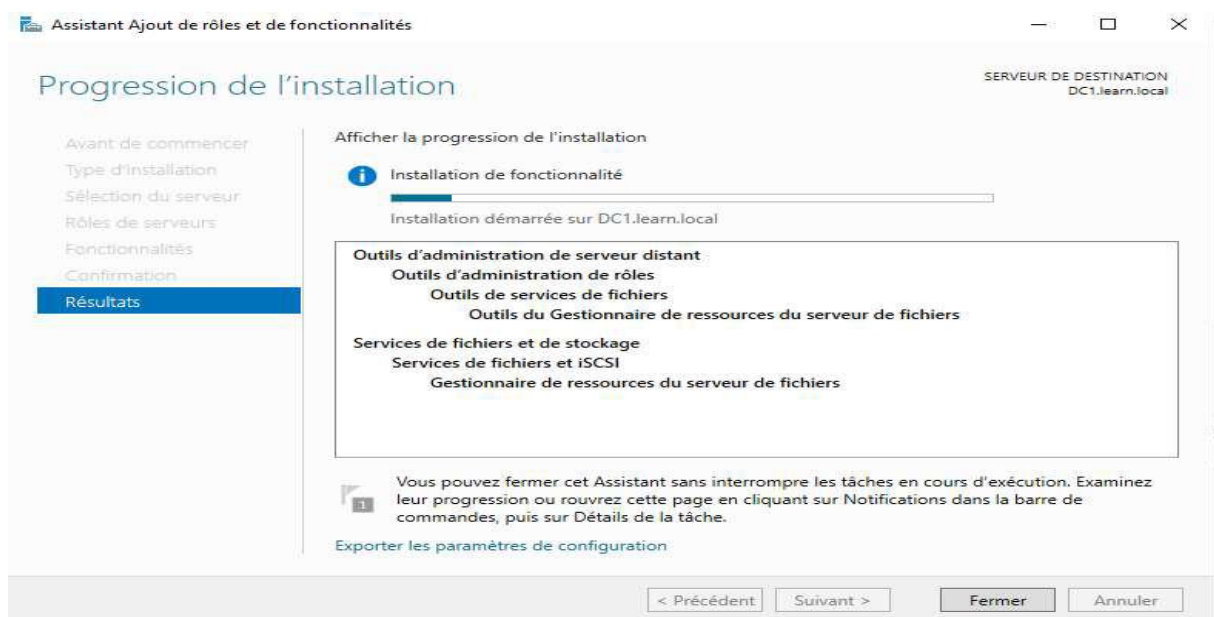 Assistant Ajout de rôles et de fonctionnalités
Progression de l'installation
SERVEUR DE DESTINATION
DC1.learn.local
Avant de commencer
Type d'installation
Sélection du serveur
Rôles de serveurs
Fonctionnalités
Confirmation
Résultats
Afficher la progression de l'installation
Installation de fonctionnalité
Installation démarrée sur DC1.learn.local
Outils d'administration de serveur distant
Outils d'administration de rôles
Outils de services de fichiers
Outils du Gestionnaire de ressources du serveur de fichiers
Services de fichiers et de stockage
Services de fichiers et iSCSI
Gestionnaire de ressources du serveur de fichiers
1
Vous pouvez fermer cet Assistant sans interrompre les tâches en cours d'exécution. Examinez
leur progression ou rouvrez cette page en cliquant sur Notifications dans la barre de
commandes, puis sur Détails de la tâche.
Exporter les paramètres de configuration
< Précédent
Suivant >
Fermer
Annuler